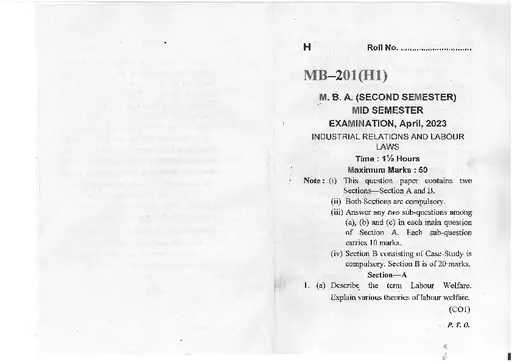 H Roll No. ..............................
MB–201(H1)
M. B. A. (SECOND SEMESTER)
MID SEMESTER
EXAMINATION, April, 2023
INDUSTRIAL RELATIONS AND LABOUR
LAWS
Time : 1½ Hours
Maximum Marks : 50
Note : (i) This question paper contains two
Sections—Section A and B.
(ii) Both Sections are compulsory.
(iii) Answer any two sub-questions among
(a), (b) and (c) in each main question
of Section A. Each sub-question
carries 10 marks.
(iv) Section B consisting of Case Study is
compulsory. Section B is of 20 marks.
Section—A
1. (a) Describe the term Labour Welfare.
Explain various theories of labour welfare.
(CO1)
P. T. O.